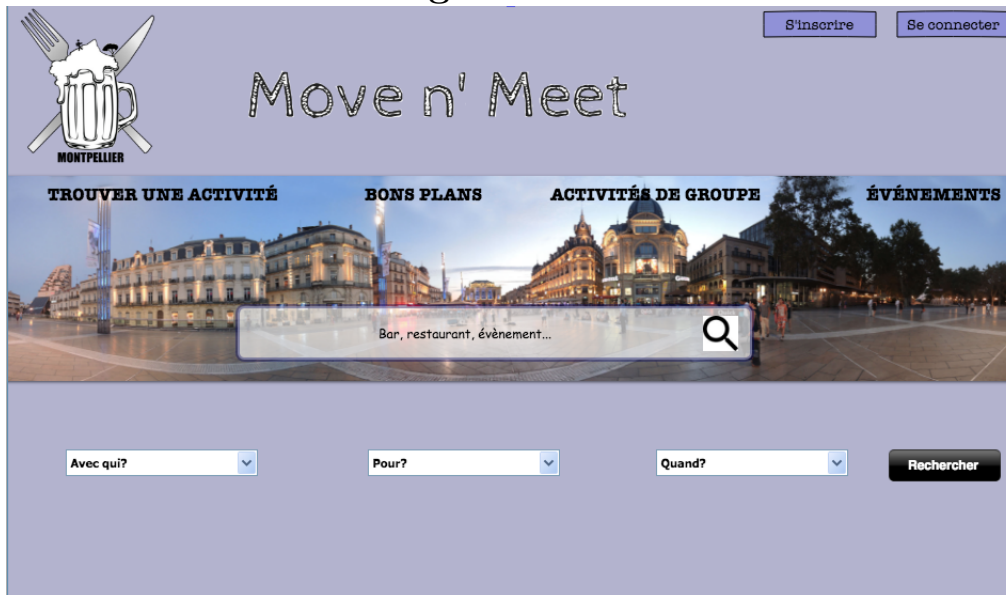 S'inscrire
Se connecter
Move n' Meet
MONTPELLIER
TROUVER UNE ACTIVITÉ
BONS PLANS
ACTIVITÉS DE GROUPE
ÉVÉNEMENTS
Bar, restaurant, évènement...
Avec qui?
Pour?
Quand?
Rechercher